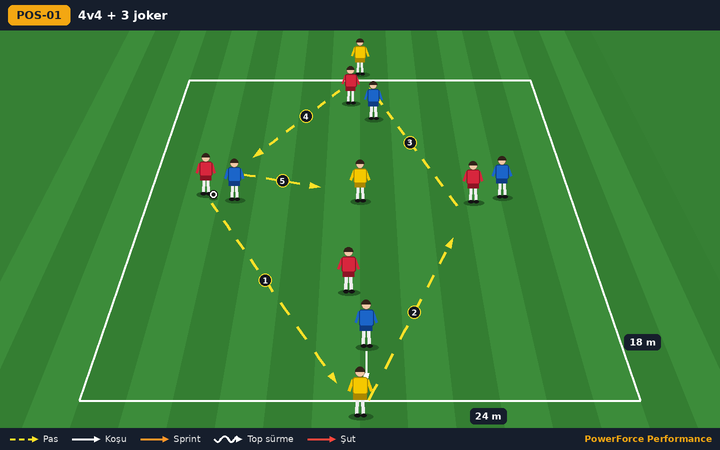 POS-01 4v4 + 3 joker
4
3
5
1
2
18 m
24 m
Pas Koşu Sprint Top sürme Şut PowerForce Performance